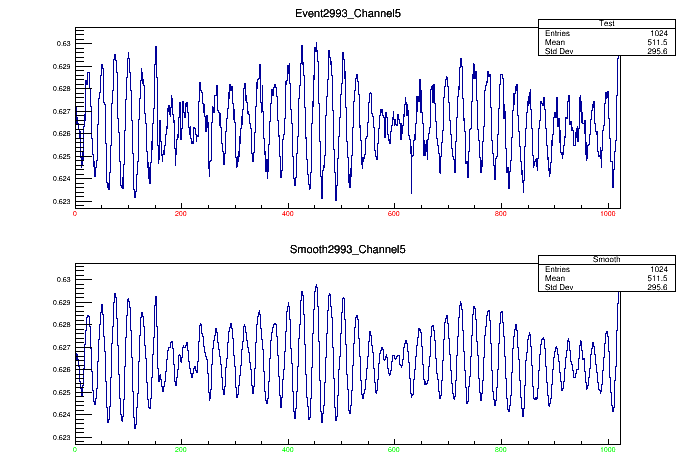 Event2993_Channel5
Test
Entries 1024
Mean 511.5
Std Dev 295.6
0.63
0.629
0.628
0.627
0.626
0.625
0.624
0.623
0 200 400 600 800 1000
Smooth2993_Channel5
Smooth
Entries 1024
Mean 511.5
Std Dev 295.6
0.63
0.629
0.628
0.627
0.626
0.625
0.624
0.623
0 200 400 600 800 1000